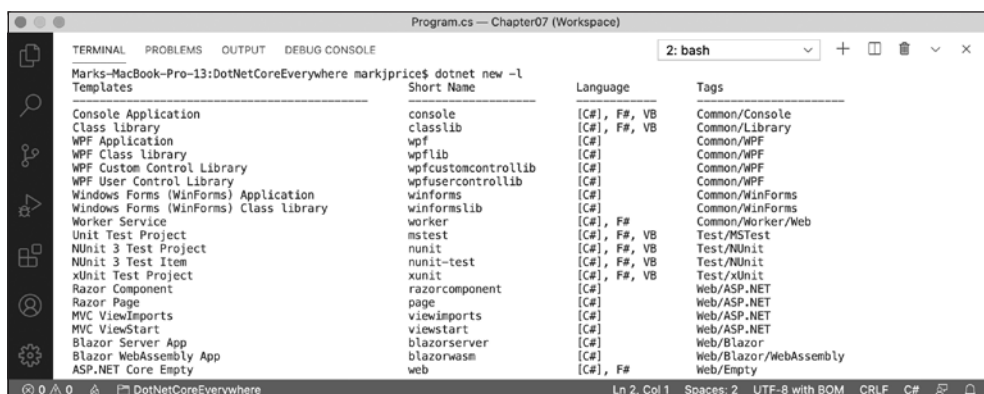 Program.cs — Chapter07 (Workspace)
TERMINAL PROBLEMS OUTPUT DEBUG CONSOLE 2: bash
Marks-MacBook-Pro-13:DotNetCoreEverywhere markjprice$ dotnet new -l
Templates Short Name Language Tags
Console Application console [C#], F#, VB Common/Console
Class library classlib [C#], F#, VB Common/Library
WPF Application wpf [C#] Common/WPF
WPF Class library wpflib [C#] Common/WPF
WPF Custom Control Library wpfcustomcontrollib [C#] Common/WPF
WPF User Control Library wpfusercontrollib [C#] Common/WPF
Windows Forms (WinForms) Application winforms [C#] Common/WinForms
Windows Forms (WinForms) Class library winformslib [C#] Common/WinForms
Worker Service worker [C#], F# Common/Worker/Web
Unit Test Project mstest [C#], F#, VB Test/MSTest
NUnit 3 Test Project nunit [C#], F#, VB Test/NUnit
NUnit 3 Test Item nunit-test [C#], F#, VB Test/NUnit
xUnit Test Project xunit [C#], F#, VB Test/xUnit
Razor Component razorcomponent [C#] Web/ASP.NET
Razor Page page [C#] Web/ASP.NET
MVC ViewImports viewimports [C#] Web/ASP.NET
MVC ViewStart viewstart [C#] Web/ASP.NET
Blazor Server App blazorserver [C#] Web/Blazor
Blazor WebAssembly App blazorwasm [C#] Web/Blazor/WebAssembly
ASP.NET Core Empty web [C#], F# Web/Empty
0 0 DotNetCoreEverywhere Ln 2, Col 1 Spaces: 2 UTF-8 with BOM CRLF C#